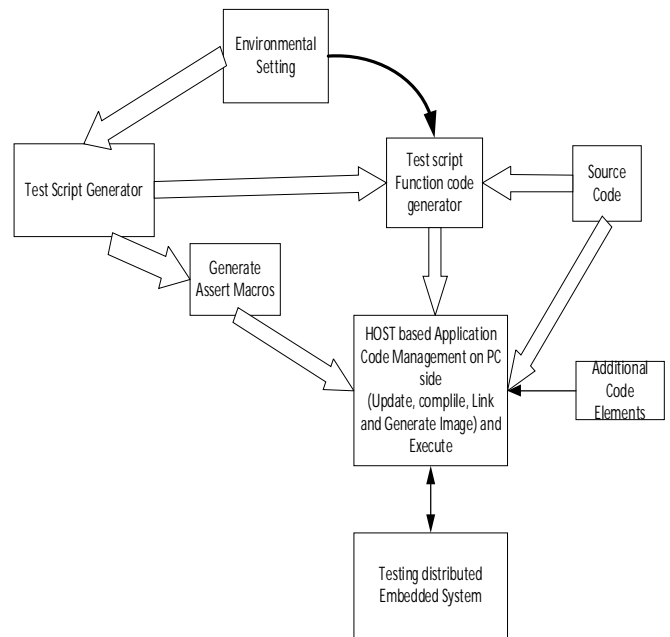 Environmental
Setting
Test Script Generator
Test script
Function code
generator
Source
Code
Generate
Assert Macros
HOST based Application
Code Management on PC
side
(Update, complile, Link
and Generate Image) and
Execute
Additional
Code
Elements
Testing distributed
Embedded System